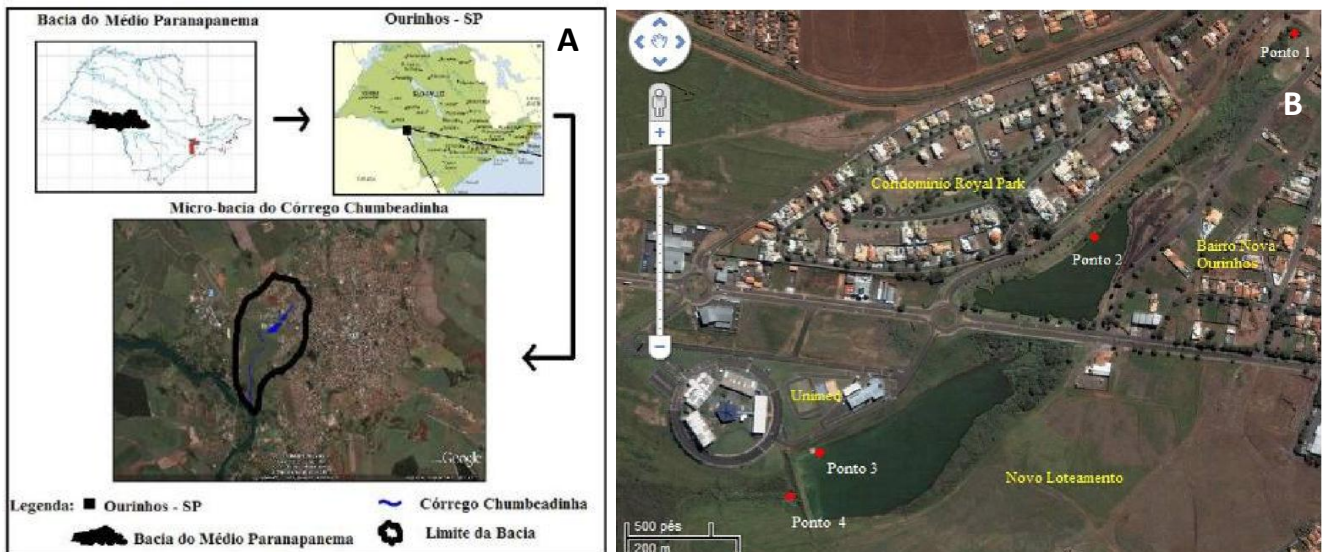 Bacia do Médio Paranapanema
Ourinhos - SP
A
Micro-bacia do Córrego Chumbeadinha
Google
Legenda: Ourinhos - SP
Córrego Chumbeadinha
Bacia do Médio Paranapanema
Limite da Bacia
Ponto 1
B
Condominio Royal Park
Ponto 2
Bairro Nova
Ourinhos
Unimed
Ponto 3
Novo Loteamento
Ponto 4
500 pés
200 m